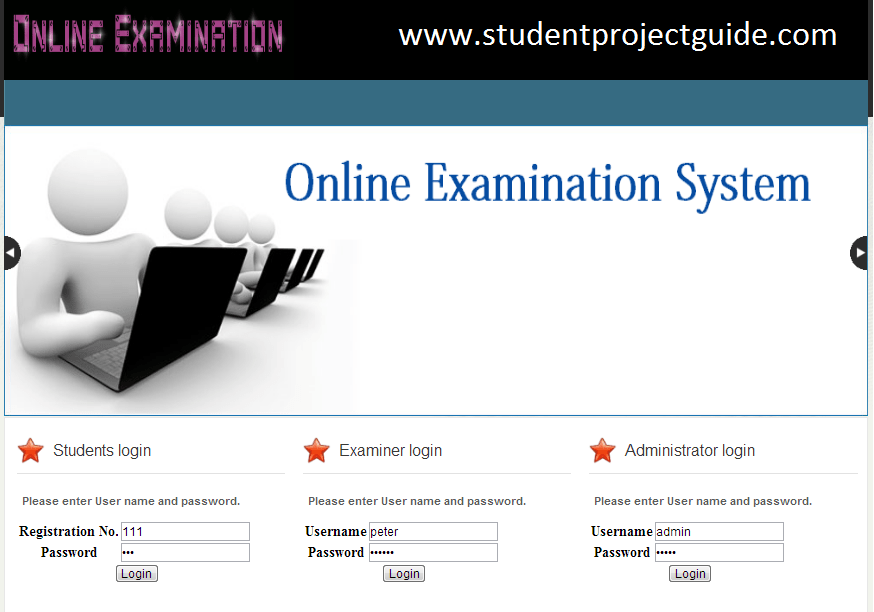 Online Examination
www.studentprojectguide.com
Online Examination System
Students login
Please enter User name and password.
Registration No. 111
Password •••
Login
Examiner login
Please enter User name and password.
Username peter
Password ••••••
Login
Administrator login
Please enter User name and password.
Username admin
Password •••••
Login